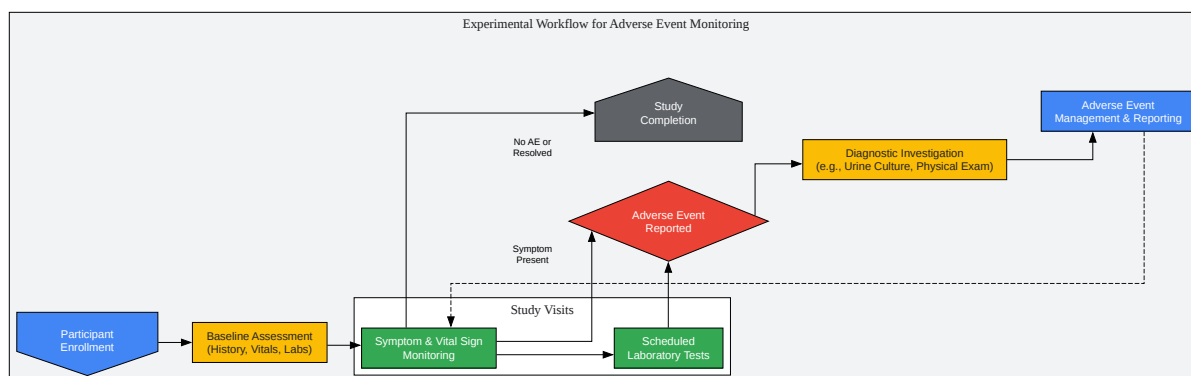 Experimental Workflow for Adverse Event Monitoring
Study
Completion
Adverse Event
Management & Reporting
No AE or
Resolved
Diagnostic Investigation
(e.g., Urine Culture, Physical Exam)
Adverse Event
Reported
Symptom
Present
Study Visits
Participant
Enrollment
Baseline Assessment
(History, Vitals, Labs)
Symptom & Vital Sign
Monitoring
Scheduled
Laboratory Tests